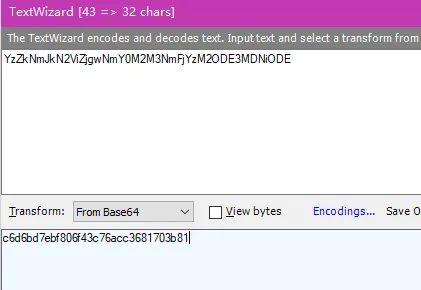 TextWizard [43 => 32 chars]
The TextWizard encodes and decodes text. Input text and select a transform from
YzZkNmJkN2ViZjgwNmY0M2M3NmFjYzM2ODE3MDNiODE
Transform: From Base64 View bytes Encodings... Save O
c6d6bd7ebf806f43c76acc3681703b81